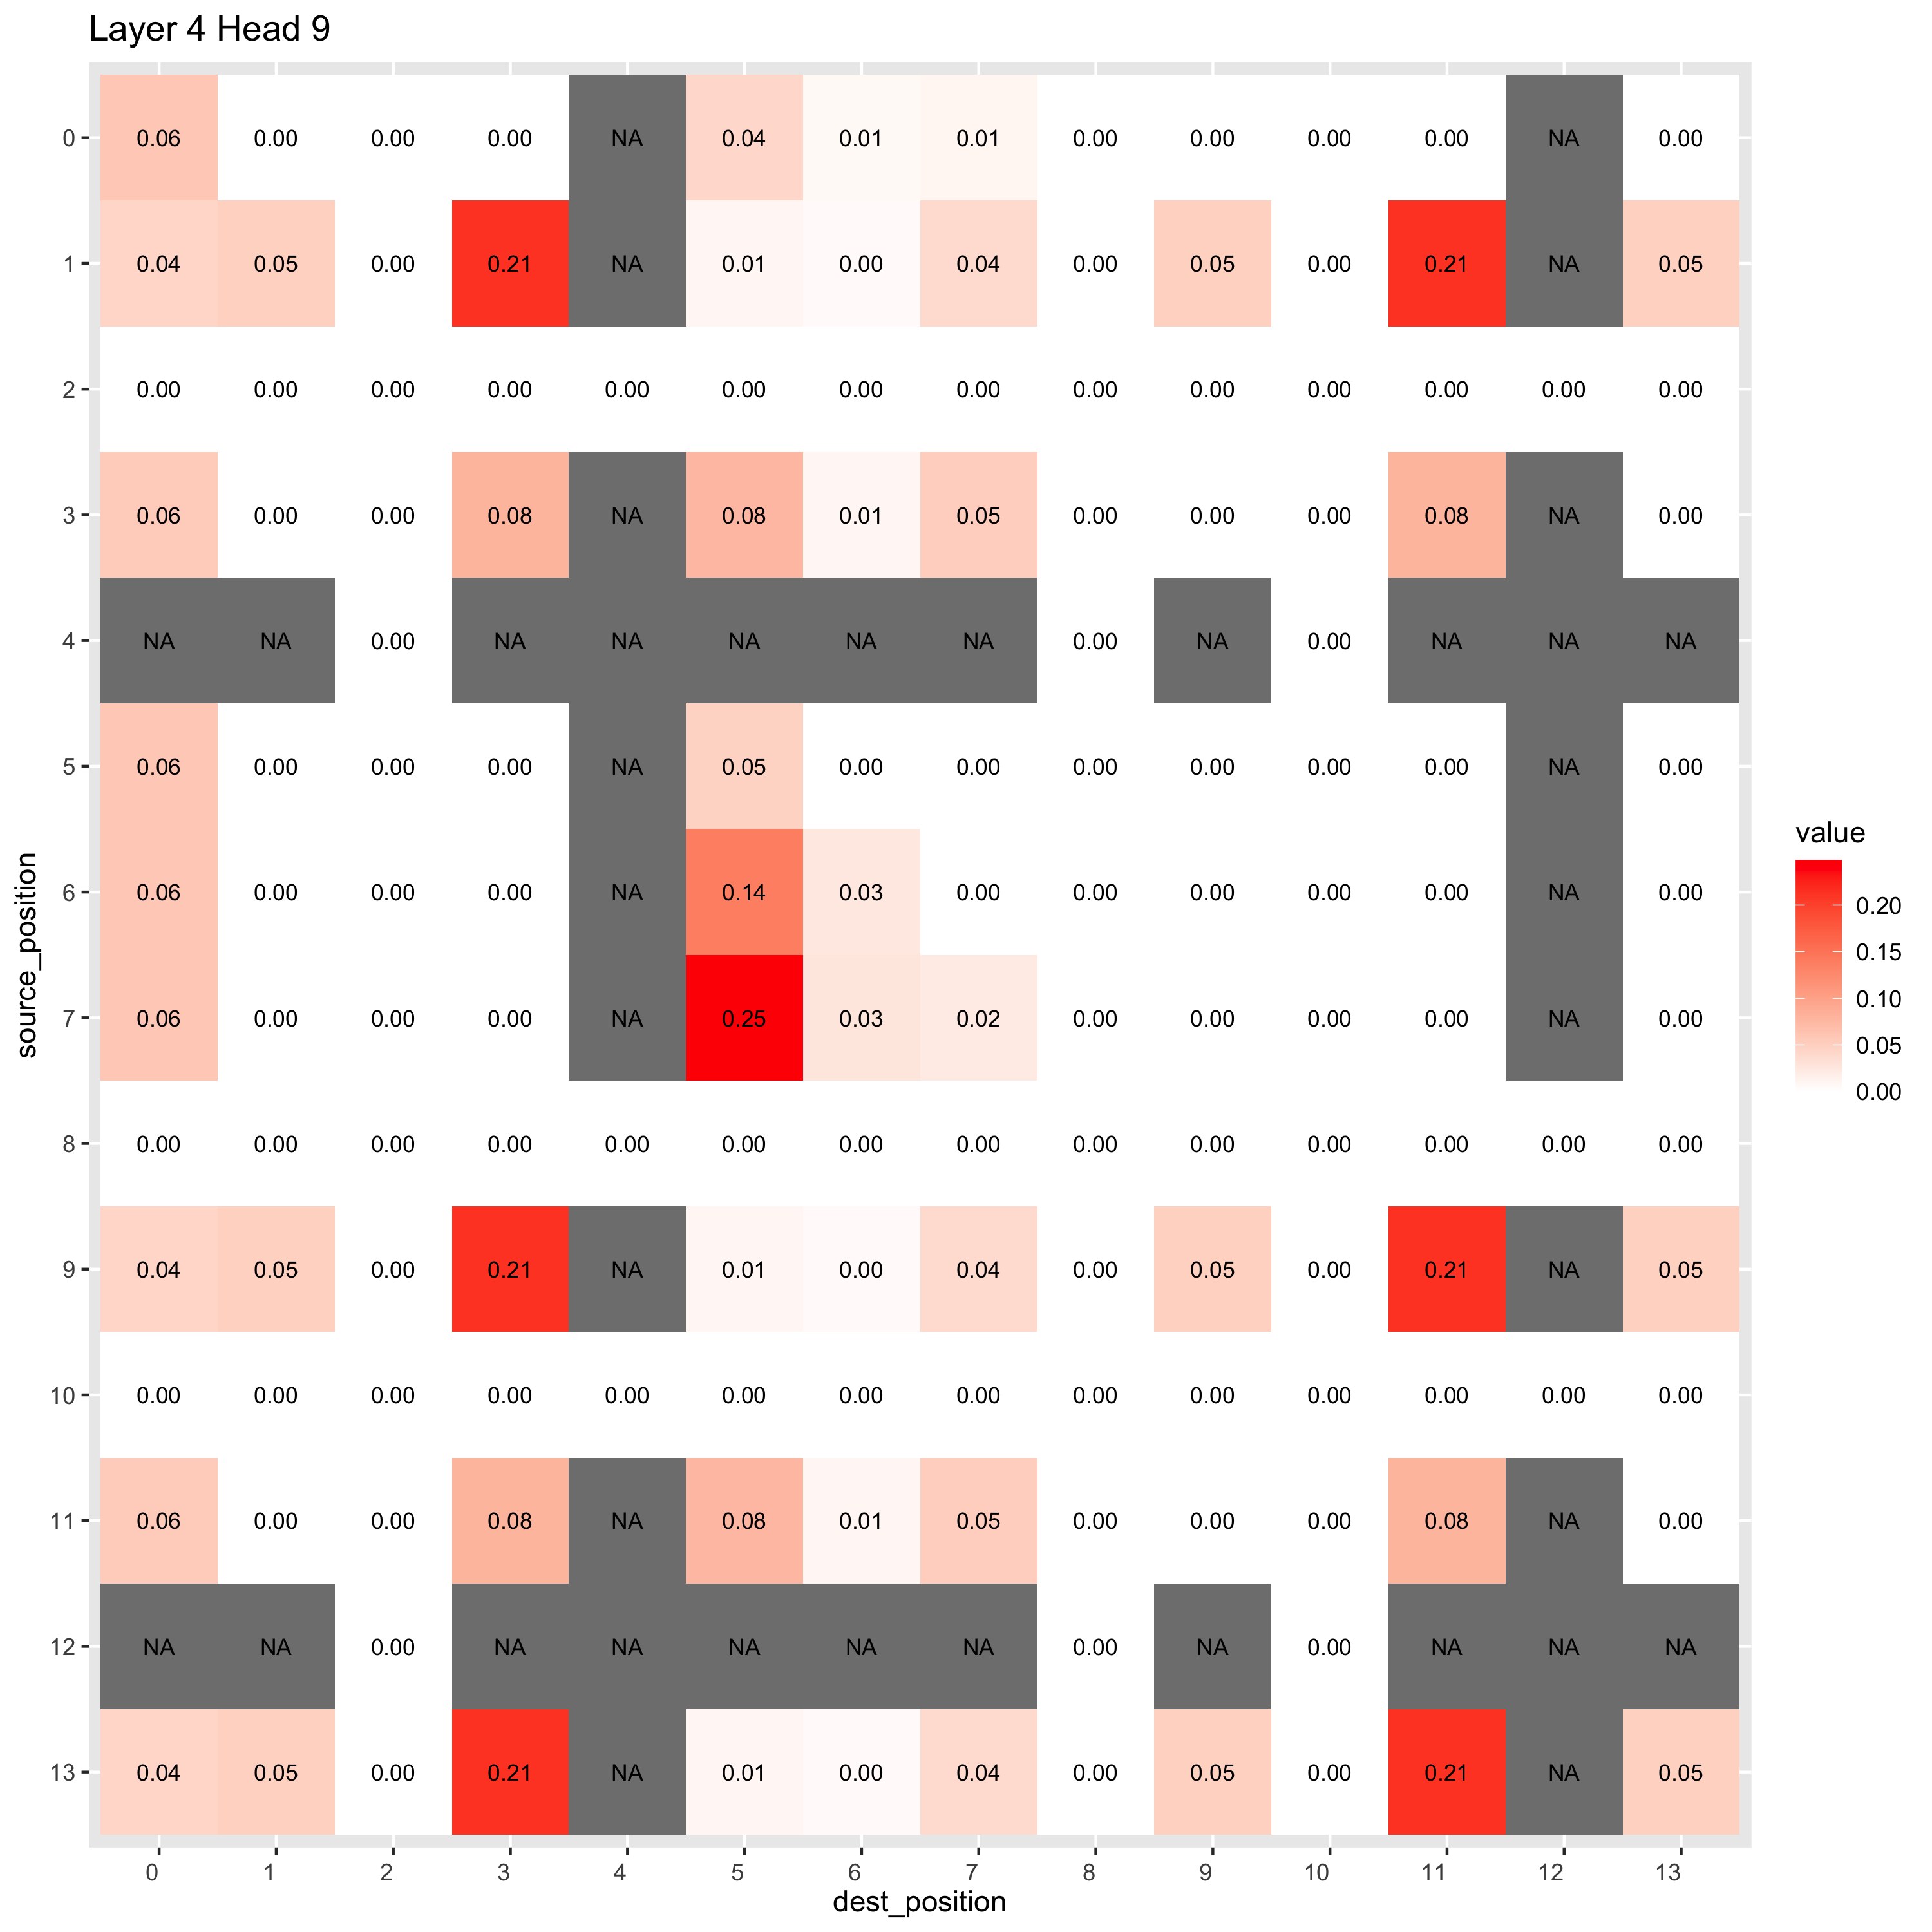 Layer 4 Head 9
0 0.06 0.00 0.00 0.00 NA 0.04 0.01 0.01 0.00 0.00 0.00 0.00 NA 0.00
1 0.04 0.05 0.00 0.21 NA 0.01 0.00 0.04 0.00 0.05 0.00 0.21 NA 0.05
2 0.00 0.00 0.00 0.00 0.00 0.00 0.00 0.00 0.00 0.00 0.00 0.00 0.00 0.00
3 0.06 0.00 0.00 0.08 NA 0.08 0.01 0.05 0.00 0.00 0.00 0.08 NA 0.00
4 NA NA 0.00 NA NA NA NA NA 0.00 NA 0.00 NA NA NA
5 0.06 0.00 0.00 0.00 NA 0.05 0.00 0.00 0.00 0.00 0.00 0.00 NA 0.00
6 0.06 0.00 0.00 0.00 NA 0.14 0.03 0.00 0.00 0.00 0.00 0.00 NA 0.00
7 0.06 0.00 0.00 0.00 NA 0.25 0.03 0.02 0.00 0.00 0.00 0.00 NA 0.00
8 0.00 0.00 0.00 0.00 0.00 0.00 0.00 0.00 0.00 0.00 0.00 0.00 0.00 0.00
9 0.04 0.05 0.00 0.21 NA 0.01 0.00 0.04 0.00 0.05 0.00 0.21 NA 0.05
10 0.00 0.00 0.00 0.00 0.00 0.00 0.00 0.00 0.00 0.00 0.00 0.00 0.00 0.00
11 0.06 0.00 0.00 0.08 NA 0.08 0.01 0.05 0.00 0.00 0.00 0.08 NA 0.00
12 NA NA 0.00 NA NA NA NA NA 0.00 NA 0.00 NA NA NA
13 0.04 0.05 0.00 0.21 NA 0.01 0.00 0.04 0.00 0.05 0.00 0.21 NA 0.05
0 1 2 3 4 5 6 7 8 9 10 11 12 13
dest_position
source_position
value
0.20
0.15
0.10
0.05
0.00